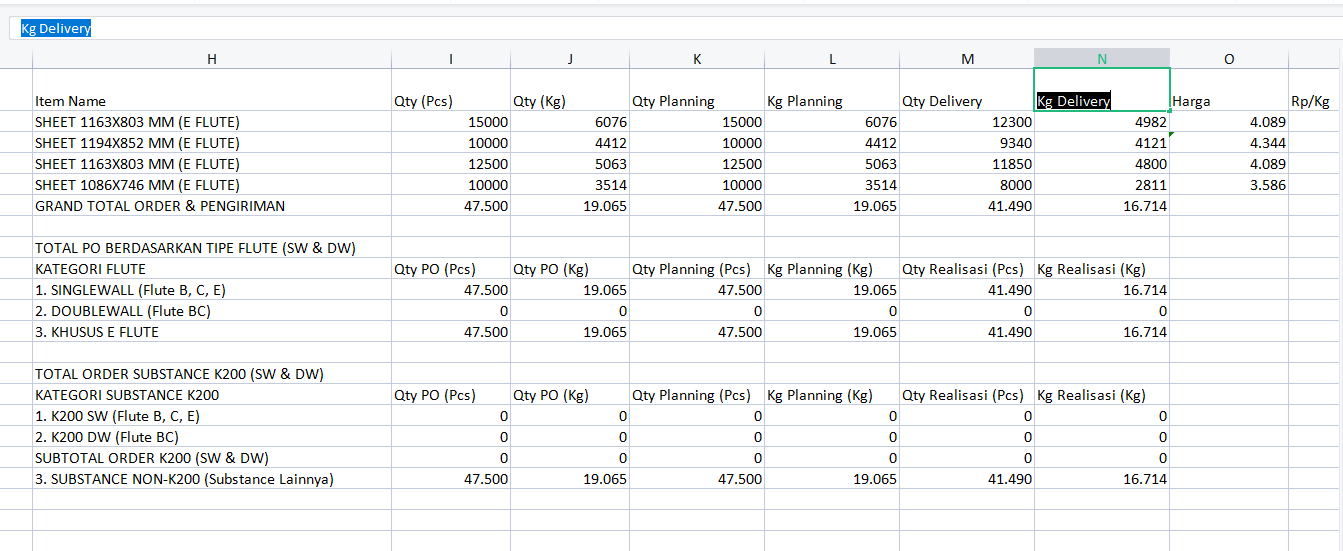 Kg Delivery
H I J K L M N O
Item Name Qty (Pcs) Qty (Kg) Qty Planning Kg Planning Qty Delivery Kg Delivery Harga Rp/Kg
SHEET 1163X803 MM (E FLUTE) 15000 6076 15000 6076 12300 4982 4.089
SHEET 1194X852 MM (E FLUTE) 10000 4412 10000 4412 9340 4121 4.344
SHEET 1163X803 MM (E FLUTE) 12500 5063 12500 5063 11850 4800 4.089
SHEET 1086X746 MM (E FLUTE) 10000 3514 10000 3514 8000 2811 3.586
GRAND TOTAL ORDER & PENGIRIMAN 47.500 19.065 47.500 19.065 41.490 16.714
TOTAL PO BERDASARKAN TIPE FLUTE (SW & DW)
KATEGORI FLUTE Qty PO (Pcs) Qty PO (Kg) Qty Planning (Pcs) Kg Planning (Kg) Qty Realisasi (Pcs) Kg Realisasi (Kg)
1. SINGLEWALL (Flute B, C, E) 47.500 19.065 47.500 19.065 41.490 16.714
2. DOUBLEWALL (Flute BC) 0 0 0 0 0 0
3. KHUSUS E FLUTE 47.500 19.065 47.500 19.065 41.490 16.714
TOTAL ORDER SUBSTANCE K200 (SW & DW)
KATEGORI SUBSTANCE K200 Qty PO (Pcs) Qty PO (Kg) Qty Planning (Pcs) Kg Planning (Kg) Qty Realisasi (Pcs) Kg Realisasi (Kg)
1. K200 SW (Flute B, C, E) 0 0 0 0 0 0
2. K200 DW (Flute BC) 0 0 0 0 0 0
SUBTOTAL ORDER K200 (SW & DW) 0 0 0 0 0 0
3. SUBSTANCE NON-K200 (Substance Lainnya) 47.500 19.065 47.500 19.065 41.490 16.714